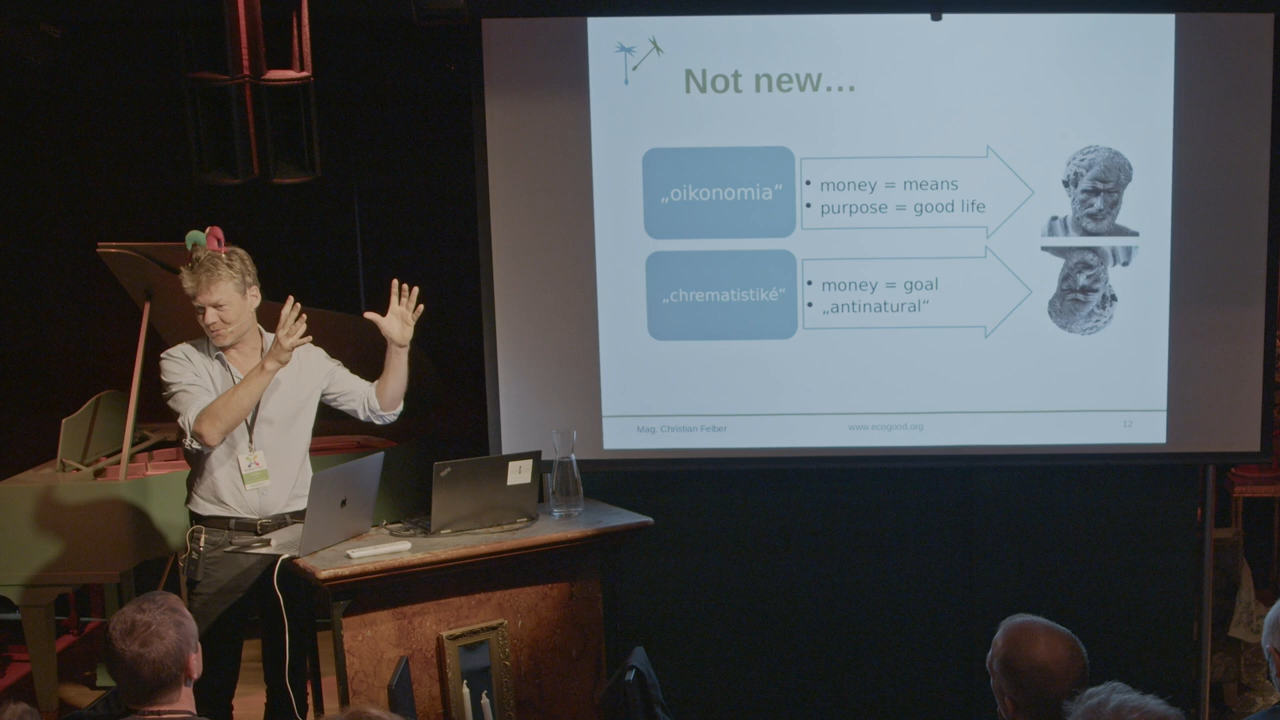 Not new…
„oikonomia“
• money = means
• purpose = good life
„chrematistiké“
• money = goal
• „antinatural“
Mag. Christian Felber
www.ecogood.org
12